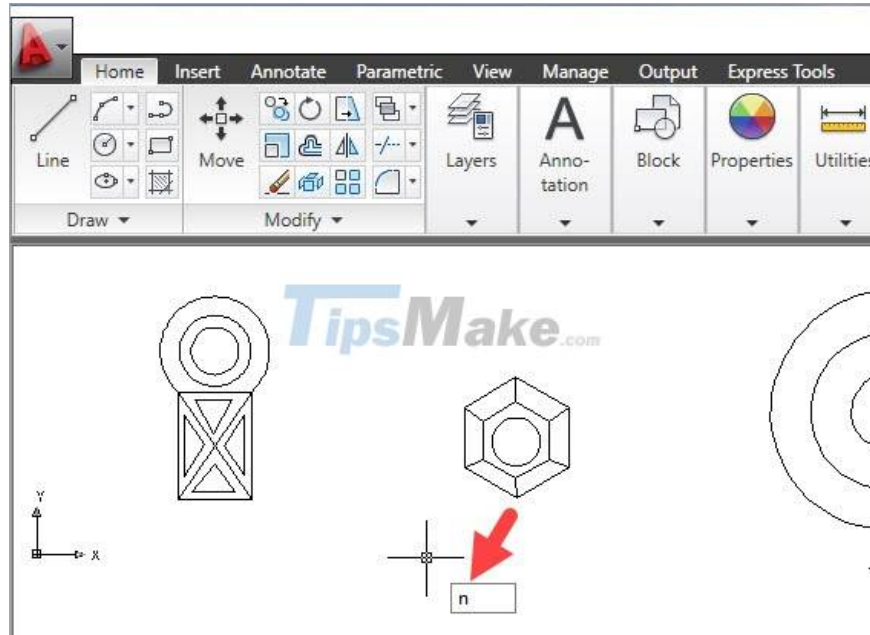 Home Insert Annotate Parametric View Manage Output Express Tools
Line Move Layers Anno- Block Properties Utilities
tation
Draw Modify
TipsMake.com
Y
X
n